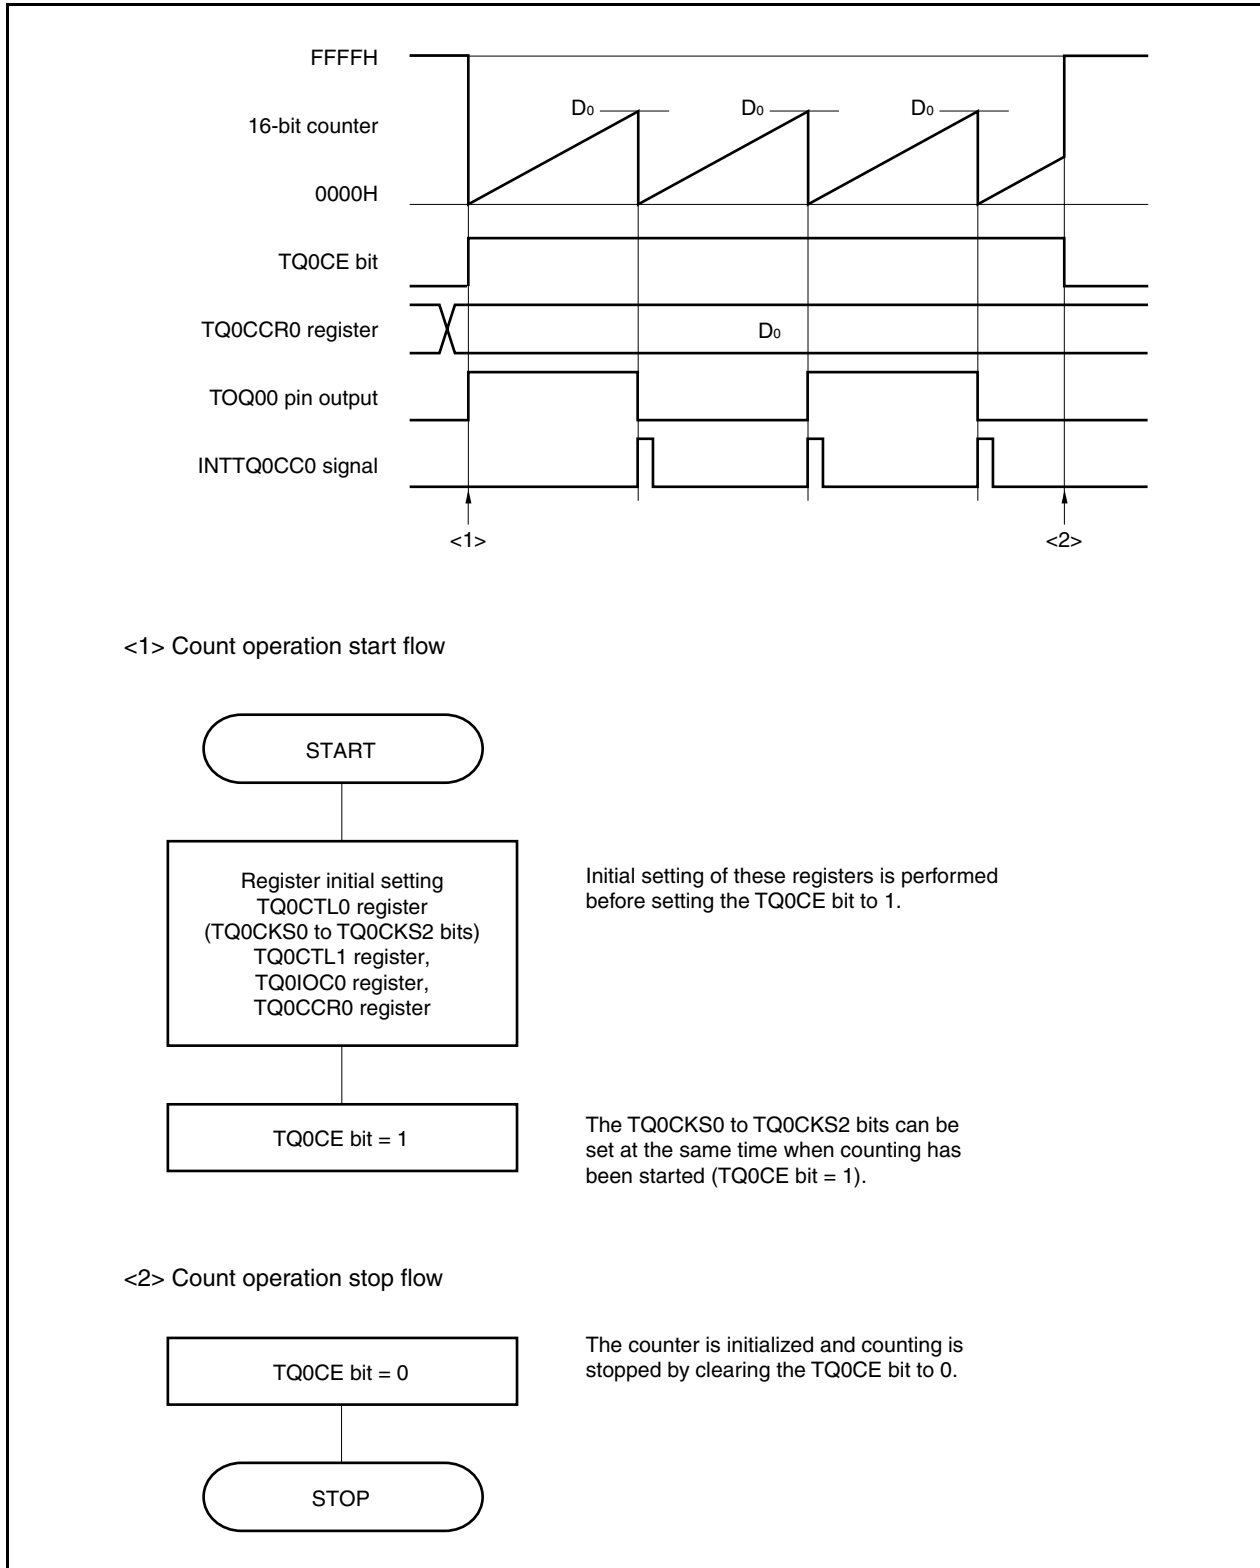 FFFFH
D0 D0 D0
16-bit counter
0000H
TQ0CE bit
TQ0CCR0 register
D0
TOQ00 pin output
INTTQ0CC0 signal
<1> <2>
<1> Count operation start flow
START
Register initial setting
TQ0CTL0 register
(TQ0CKS0 to TQ0CKS2 bits)
TQ0CTL1 register,
TQ0IOC0 register,
TQ0CCR0 register
Initial setting of these registers is performed
before setting the TQ0CE bit to 1.
TQ0CE bit = 1
The TQ0CKS0 to TQ0CKS2 bits can be
set at the same time when counting has
been started (TQ0CE bit = 1).
<2> Count operation stop flow
TQ0CE bit = 0
The counter is initialized and counting is
stopped by clearing the TQ0CE bit to 0.
STOP